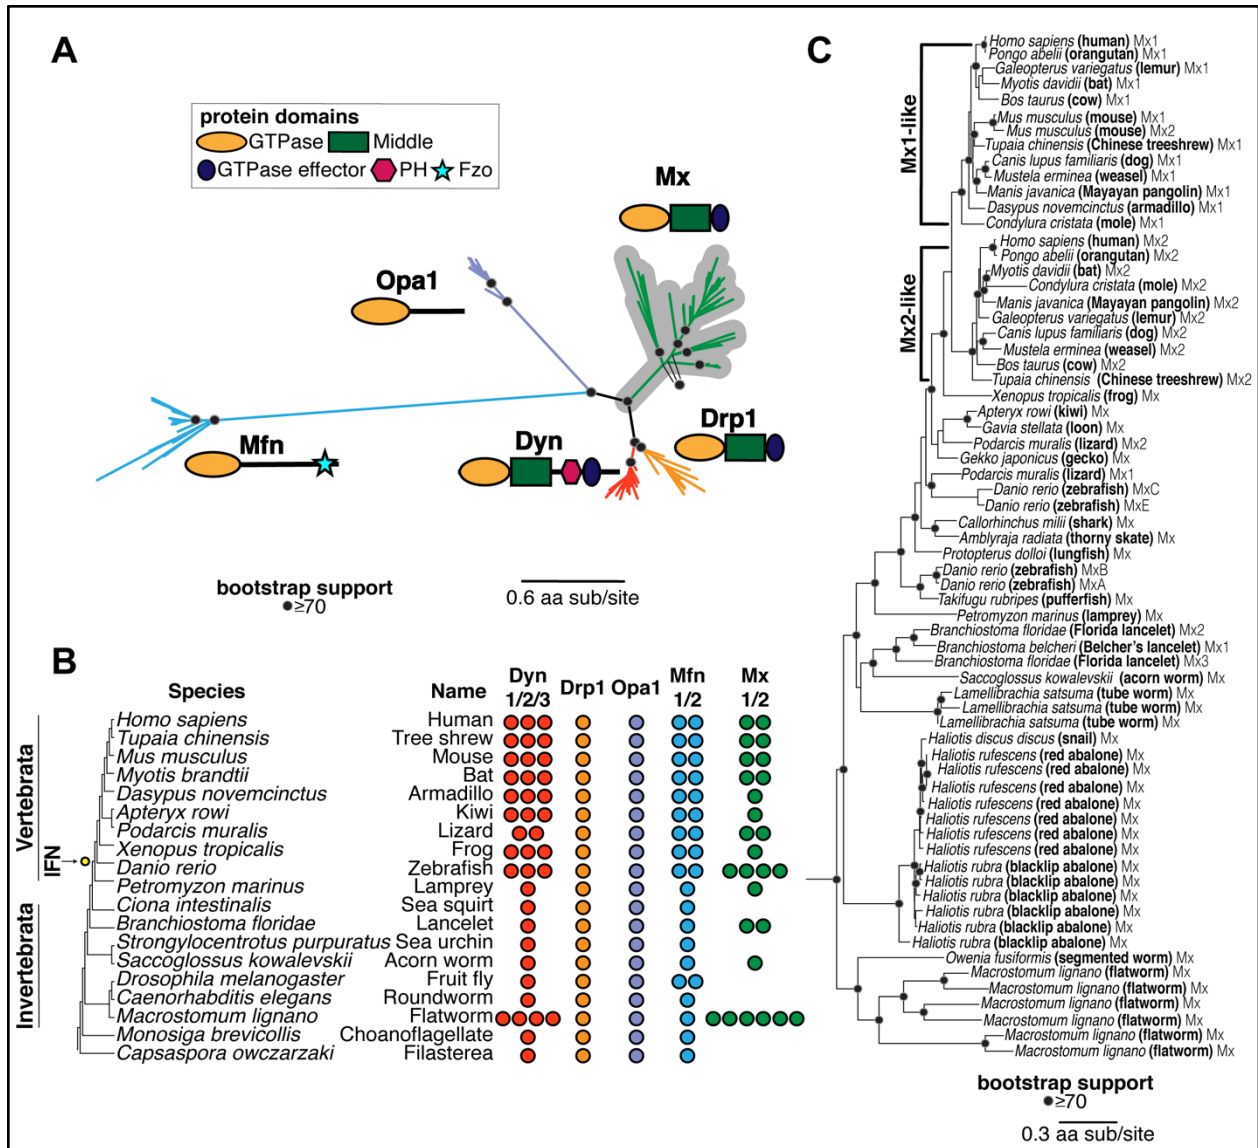 A
protein domains
GTPase Middle
GTPase effector PH Fzo
Mx
Opa1
Mfn
Dyn
Drp1
bootstrap support
≥70
0.6 aa sub/site
B
Species Name Dyn 1/2/3 Drp1 Opa1 Mfn 1/2 Mx 1/2
Vertebrata
IFN
Invertebrata
Homo sapiens Human
Tupaia chinensis Tree shrew
Mus musculus Mouse
Myotis brandtii Bat
Dasypus novemcinctus Armadillo
Apteryx rowi Kiwi
Podarcis muralis Lizard
Xenopus tropicalis Frog
Danio rerio Zebrafish
Petromyzon marinus Lamprey
Ciona intestinalis Sea squirt
Branchiostoma floridae Lancelet
Strongylocentrotus purpuratus Sea urchin
Saccoglossus kowalevskii Acorn worm
Drosophila melanogaster Fruit fly
Caenorhabditis elegans Roundworm
Macrostomum lignano Flatworm
Monosiga brevicollis Choanoflagellate
Capsaspora owczarzaki Filasterea
C
Mx1-like
Mx2-like
Homo sapiens (human) Mx1
Pongo abelii (orangutan) Mx1
Galeopterus variegatus (lemur) Mx1
Myotis davidii (bat) Mx1
Bos taurus (cow) Mx1
Mus musculus (mouse) Mx1
Mus musculus (mouse) Mx2
Tupaia chinensis (Chinese treeshrew) Mx1
Canis lupus familiaris (dog) Mx1
Mustela erminea (weasel) Mx1
Manis javanica (Mayayan pangolin) Mx1
Dasypus novemcinctus (armadillo) Mx1
Condylura cristata (mole) Mx1
Homo sapiens (human) Mx2
Pongo abelii (orangutan) Mx2
Myotis davidii (bat) Mx2
Condylura cristata (mole) Mx2
Manis javanica (Mayayan pangolin) Mx2
Galeopterus variegatus (lemur) Mx2
Canis lupus familiaris (dog) Mx2
Mustela erminea (weasel) Mx2
Bos taurus (cow) Mx2
Tupaia chinensis (Chinese treeshrew) Mx2
Xenopus tropicalis (frog) Mx
Apteryx rowi (kiwi) Mx
Gavia stellata (loon) Mx
Podarcis muralis (lizard) Mx2
Gekko japonicus (gecko) Mx
Podarcis muralis (lizard) Mx1
Danio rerio (zebrafish) MxC
Danio rerio (zebrafish) MxE
Callorhinchus milii (shark) Mx
Amblyraja radiata (thorny skate) Mx
Protopterus dolloi (lungfish) Mx
Danio rerio (zebrafish) MxB
Danio rerio (zebrafish) MxA
Takifugu rubripes (pufferfish) Mx
Petromyzon marinus (lamprey) Mx
Branchiostoma floridae (Florida lancelet) Mx2
Branchiostoma belcheri (Belcher's lancelet) Mx1
Branchiostoma floridae (Florida lancelet) Mx3
Saccoglossus kowalevskii (acorn worm) Mx
Lamellibrachia satsuma (tube worm) Mx
Lamellibrachia satsuma (tube worm) Mx
Lamellibrachia satsuma (tube worm) Mx
Haliotis discus discus (snail) Mx
Haliotis rufescens (red abalone) Mx
Haliotis rufescens (red abalone) Mx
Haliotis rufescens (red abalone) Mx
Haliotis rufescens (red abalone) Mx
Haliotis rufescens (red abalone) Mx
Haliotis rufescens (red abalone) Mx
Haliotis rufescens (red abalone) Mx
Haliotis rubra (blacklip abalone) Mx
Haliotis rubra (blacklip abalone) Mx
Haliotis rubra (blacklip abalone) Mx
Haliotis rubra (blacklip abalone) Mx
Haliotis rubra (blacklip abalone) Mx
Haliotis rubra (blacklip abalone) Mx
Owenia fusiformis (segmented worm) Mx
Macrostomum lignano (flatworm) Mx
Macrostomum lignano (flatworm) Mx
Macrostomum lignano (flatworm) Mx
Macrostomum lignano (flatworm) Mx
Macrostomum lignano (flatworm) Mx
Macrostomum lignano (flatworm) Mx
bootstrap support
≥70
0.3 aa sub/site